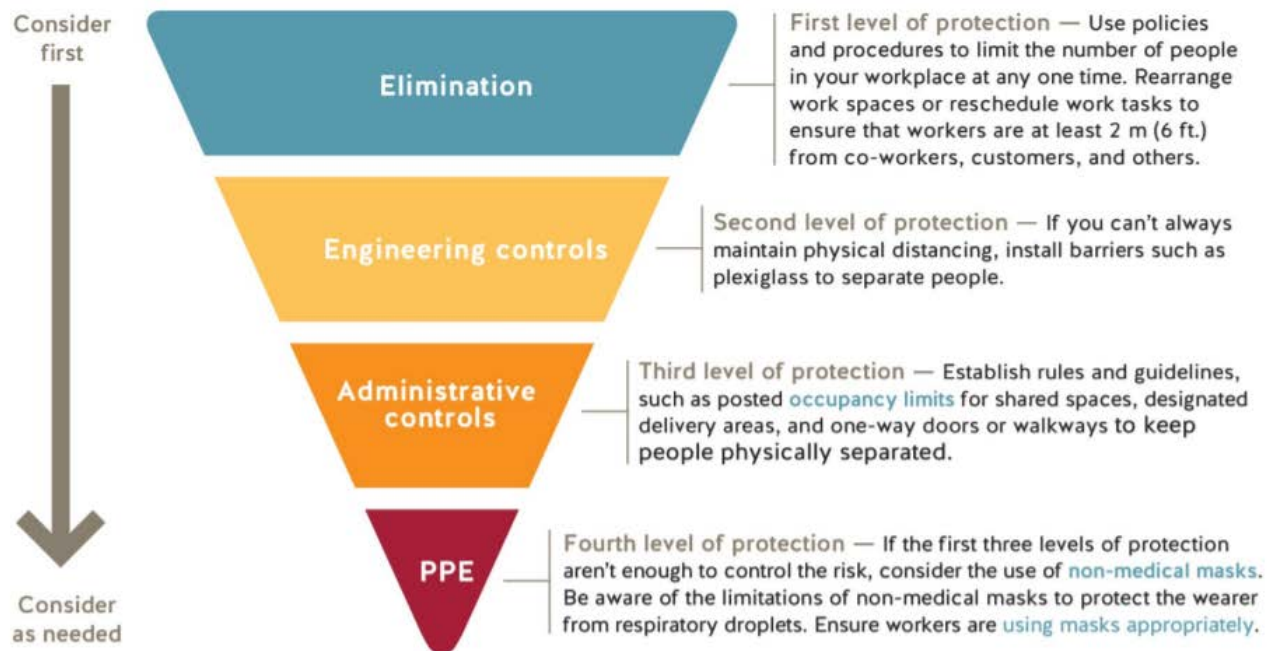 Consider
first
Elimination
First level of protection — Use policies
and procedures to limit the number of people
in your workplace at any one time. Rearrange
work spaces or reschedule work tasks to
ensure that workers are at least 2 m (6 ft.)
from co-workers, customers, and others.
Engineering controls
Second level of protection — If you can't always
maintain physical distancing, install barriers such as
plexiglass to separate people.
Administrative
controls
Third level of protection — Establish rules and guidelines,
such as posted occupancy limits for shared spaces, designated
delivery areas, and one-way doors or walkways to keep
people physically separated.
PPE
Fourth level of protection — If the first three levels of protection
aren't enough to control the risk, consider the use of non-medical masks.
Be aware of the limitations of non-medical masks to protect the wearer
from respiratory droplets. Ensure workers are using masks appropriately.
Consider
as needed